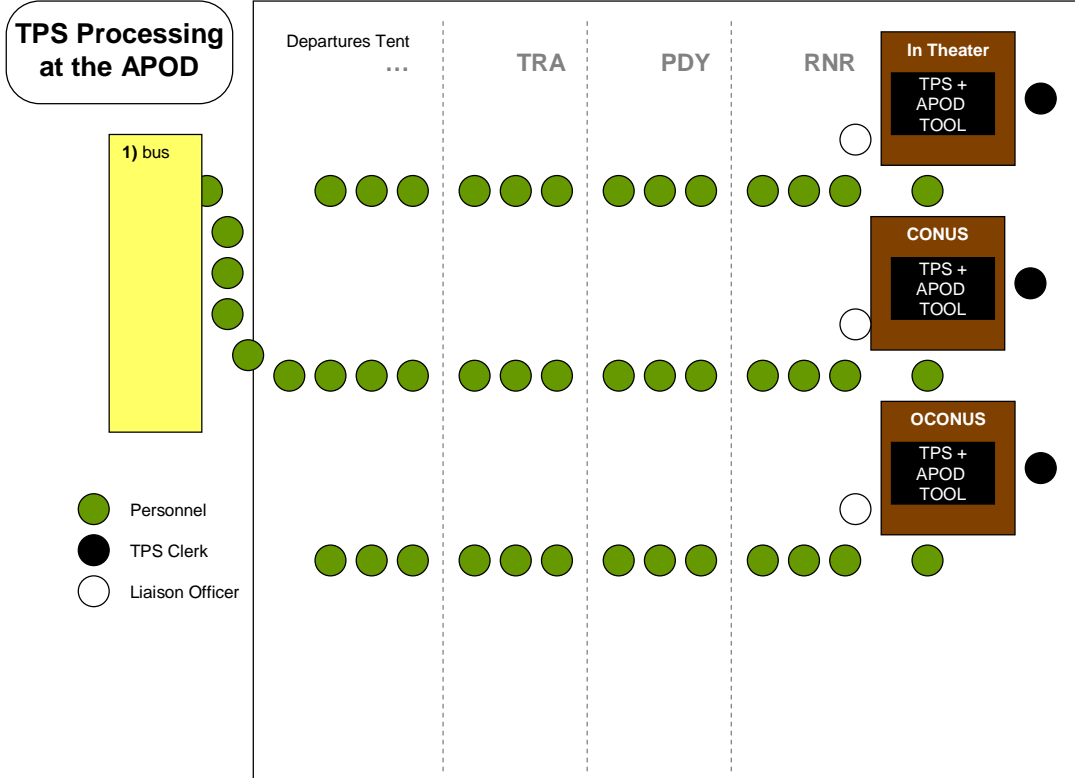 TPS Processing
at the APOD
Departures Tent
...
TRA
PDY
RNR
In Theater
TPS +
APOD
TOOL
1) bus
CONUS
TPS +
APOD
TOOL
OCONUS
TPS +
APOD
TOOL
Personnel
TPS Clerk
Liaison Officer